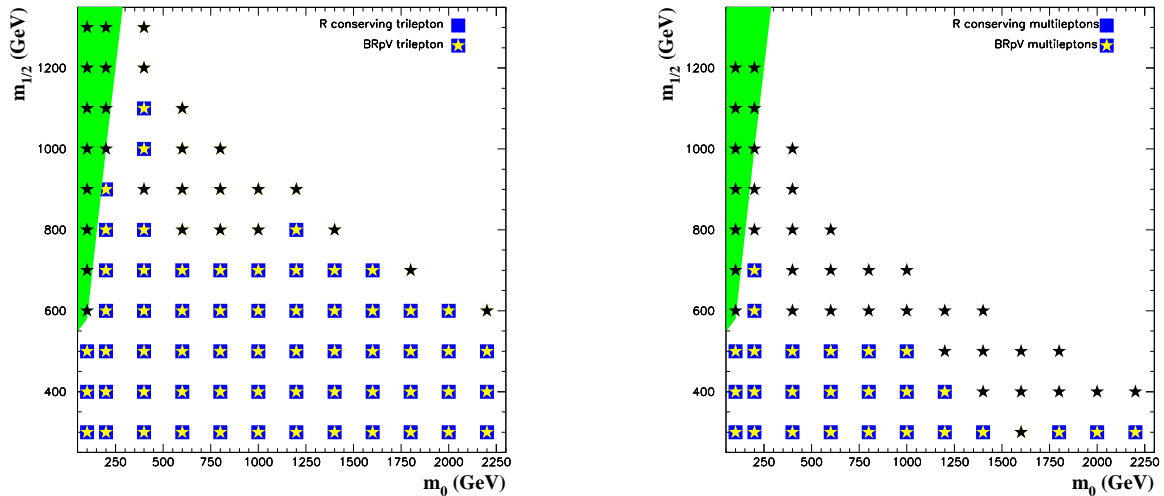 R conserving trilepton
BRpV trilepton
m1/2 (GeV)
1200
1000
800
600
400
250 500 750 1000 1250 1500 1750 2000 2250
m0 (GeV)
R conserving multileptons
BRpV multileptons
m1/2 (GeV)
1200
1000
800
600
400
250 500 750 1000 1250 1500 1750 2000 2250
m0 (GeV)